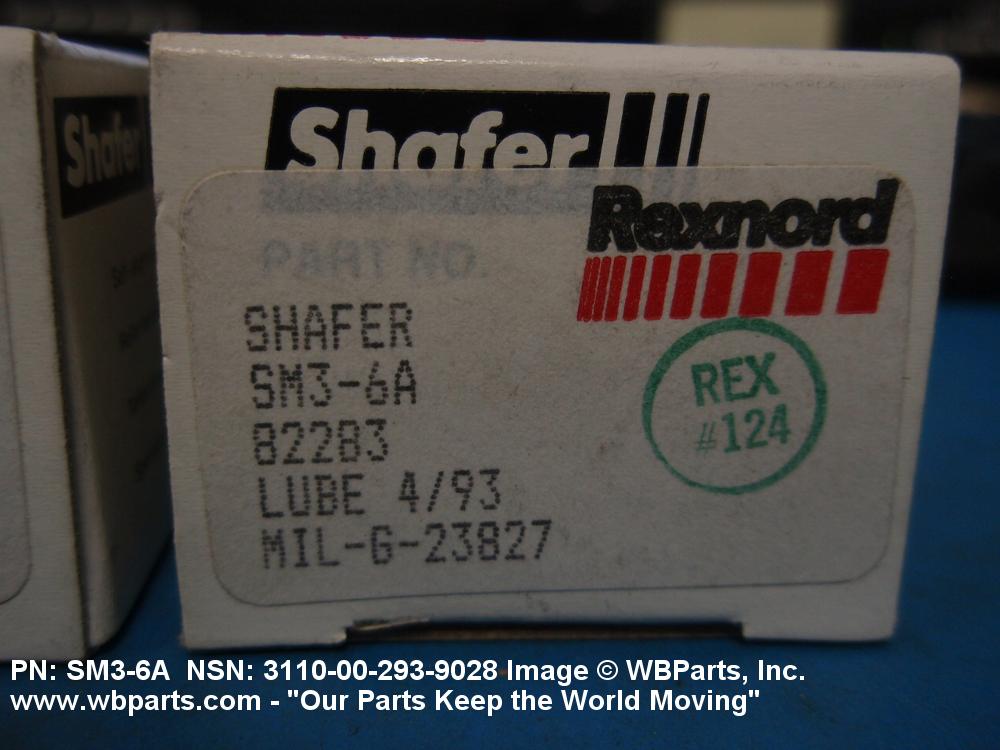 Shafer
Shafer
Rexnord
PART NO.
SHAFER
SM3-6A
82283
LUBE 4/93
MIL-G-23827
REX
#124
PN: SM3-6A NSN: 3110-00-293-9028 Image © WBParts, Inc.
www.wbparts.com - "Our Parts Keep the World Moving"